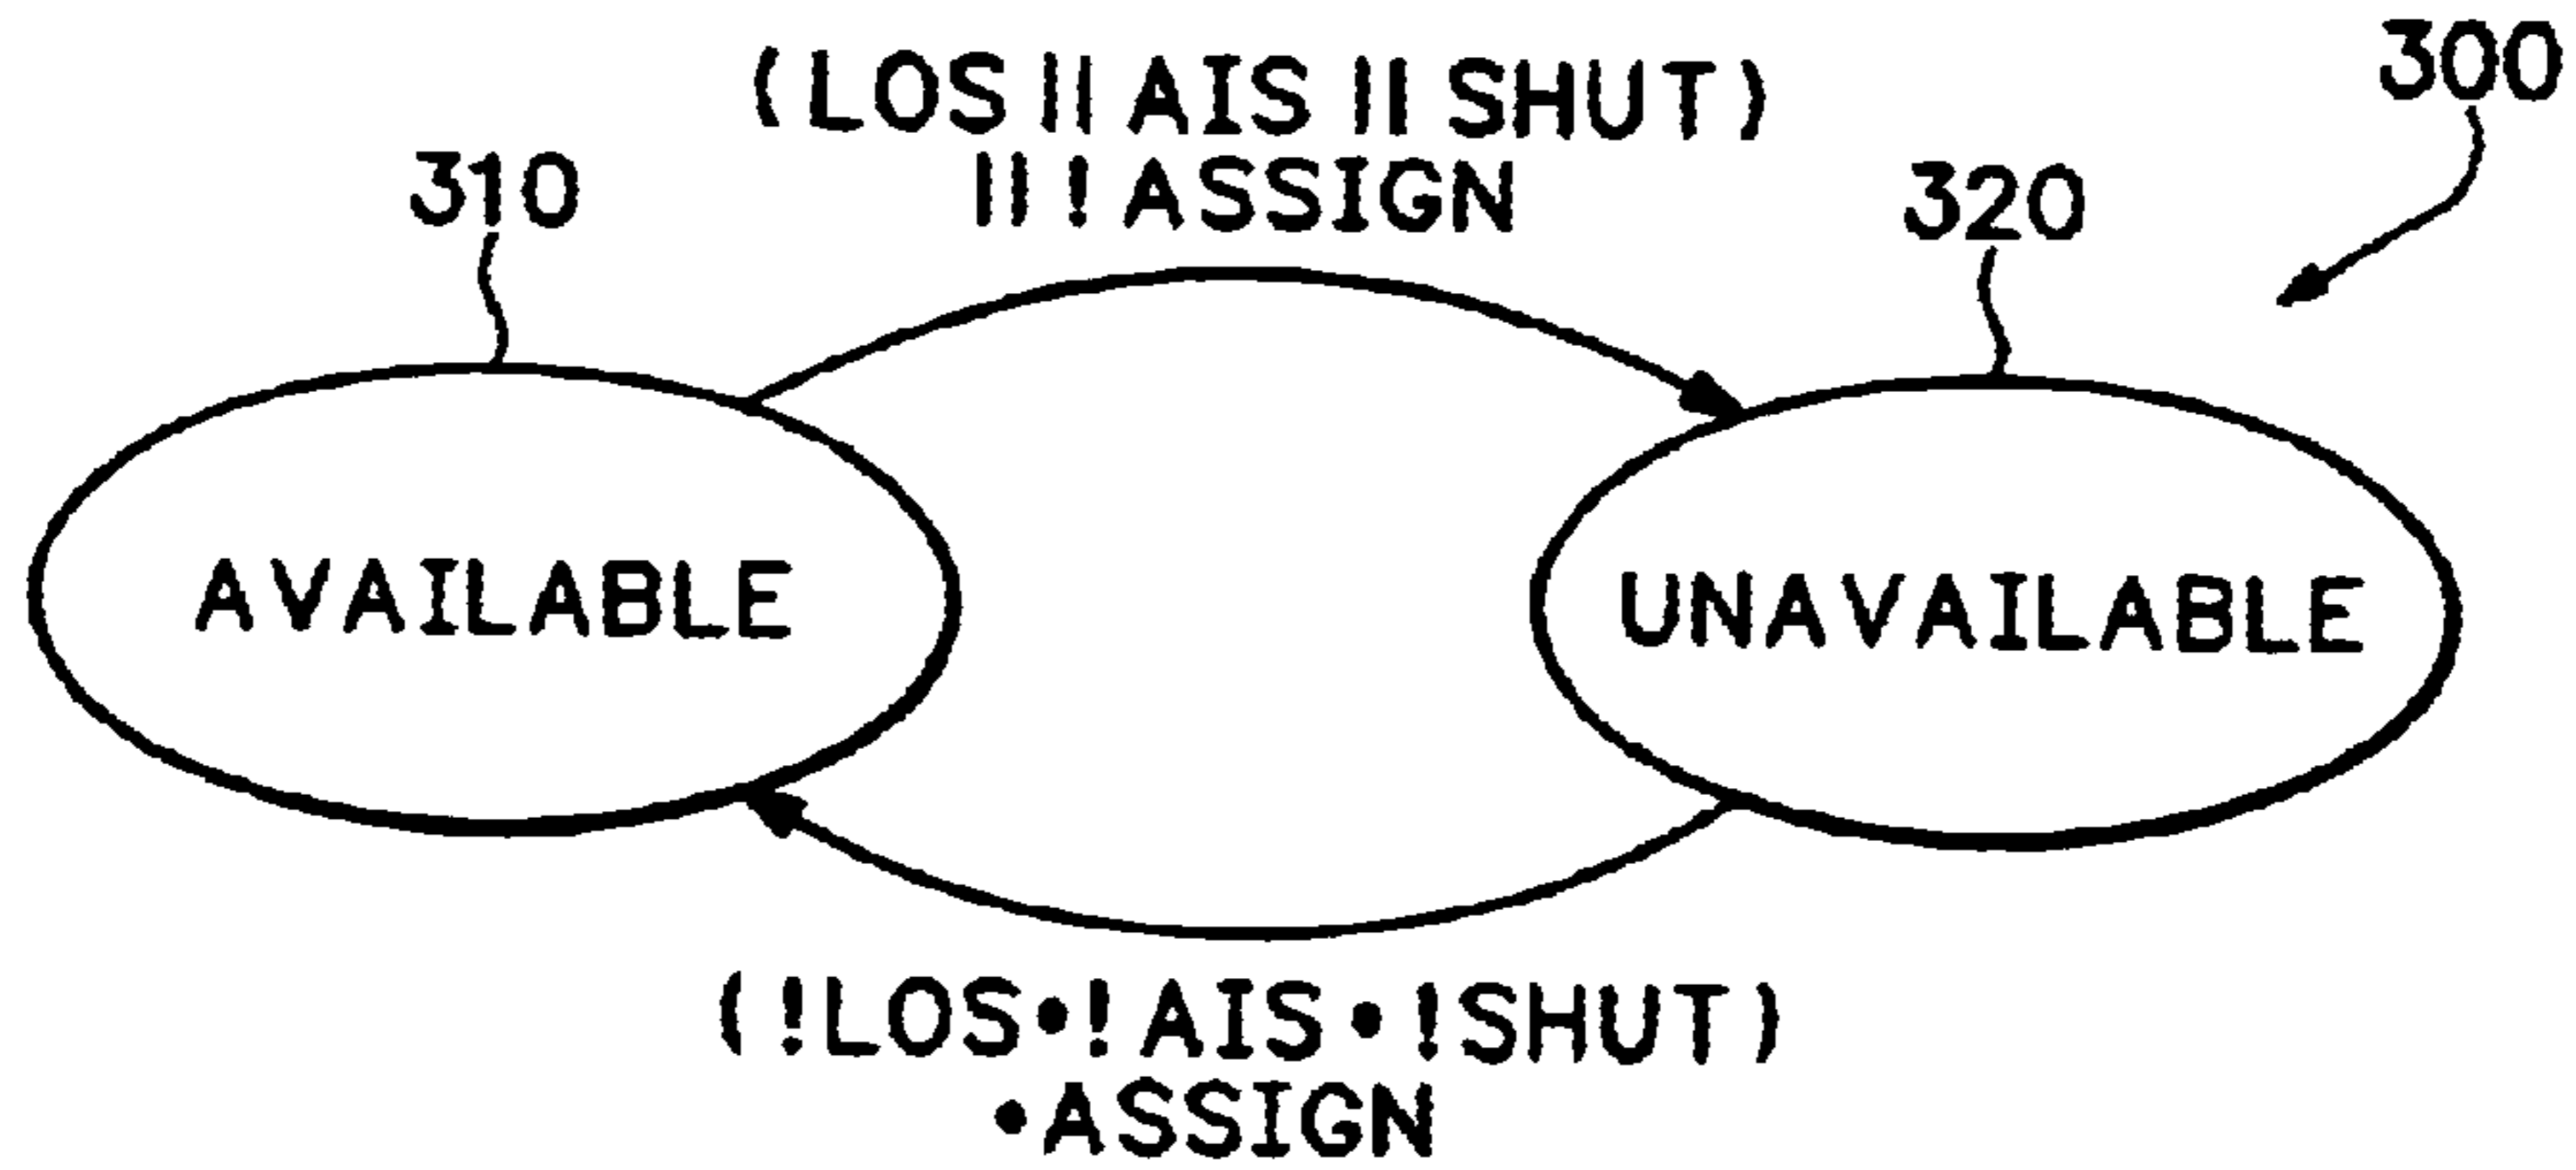 300
(LOS || AIS || SHUT)
|| ! ASSIGN
310
320
AVAILABLE
UNAVAILABLE
(!LOS•! AIS • !SHUT)
•ASSIGN